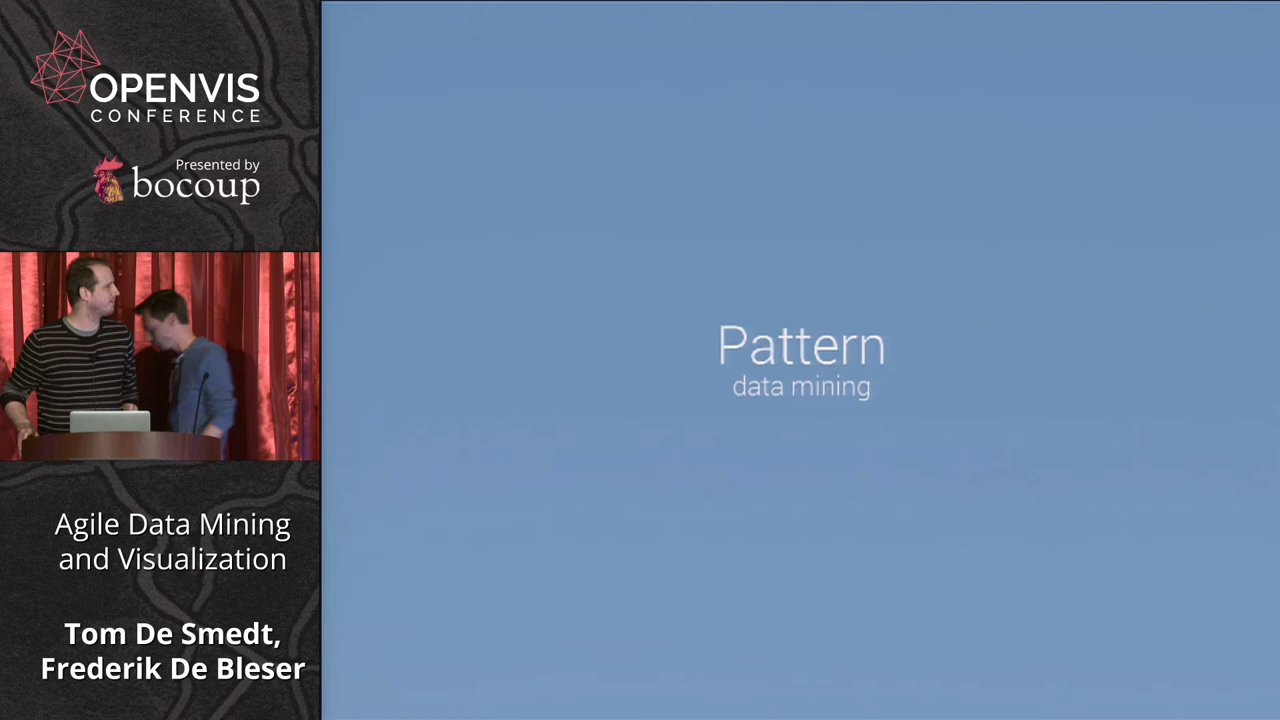 OPENVIS
CONFERENCE
Presented by
bocoup
Agile Data Mining
and Visualization
Tom De Smedt,
Frederik De Bleser
Pattern
data mining